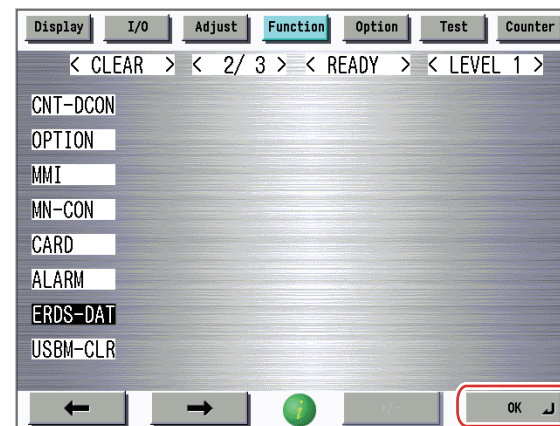 Display I/O Adjust Function Option Test Counter
< CLEAR > < 2/ 3 > < READY > < LEVEL 1 >
CNT-DCON
OPTION
MMI
MN-CON
CARD
ALARM
ERDS-DAT
USBM-CLR
← → i +/- OK